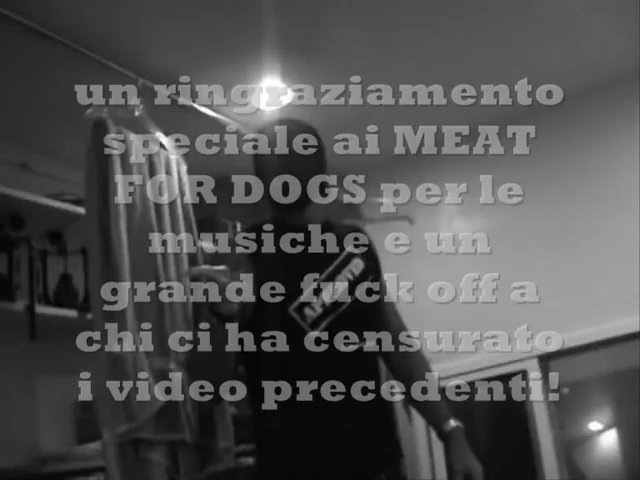 un ringraziamento
speciale ai MEAT
FOR DOGS per le
musiche e un
grande fuck off a
chi ci ha censurato
i video precedenti!